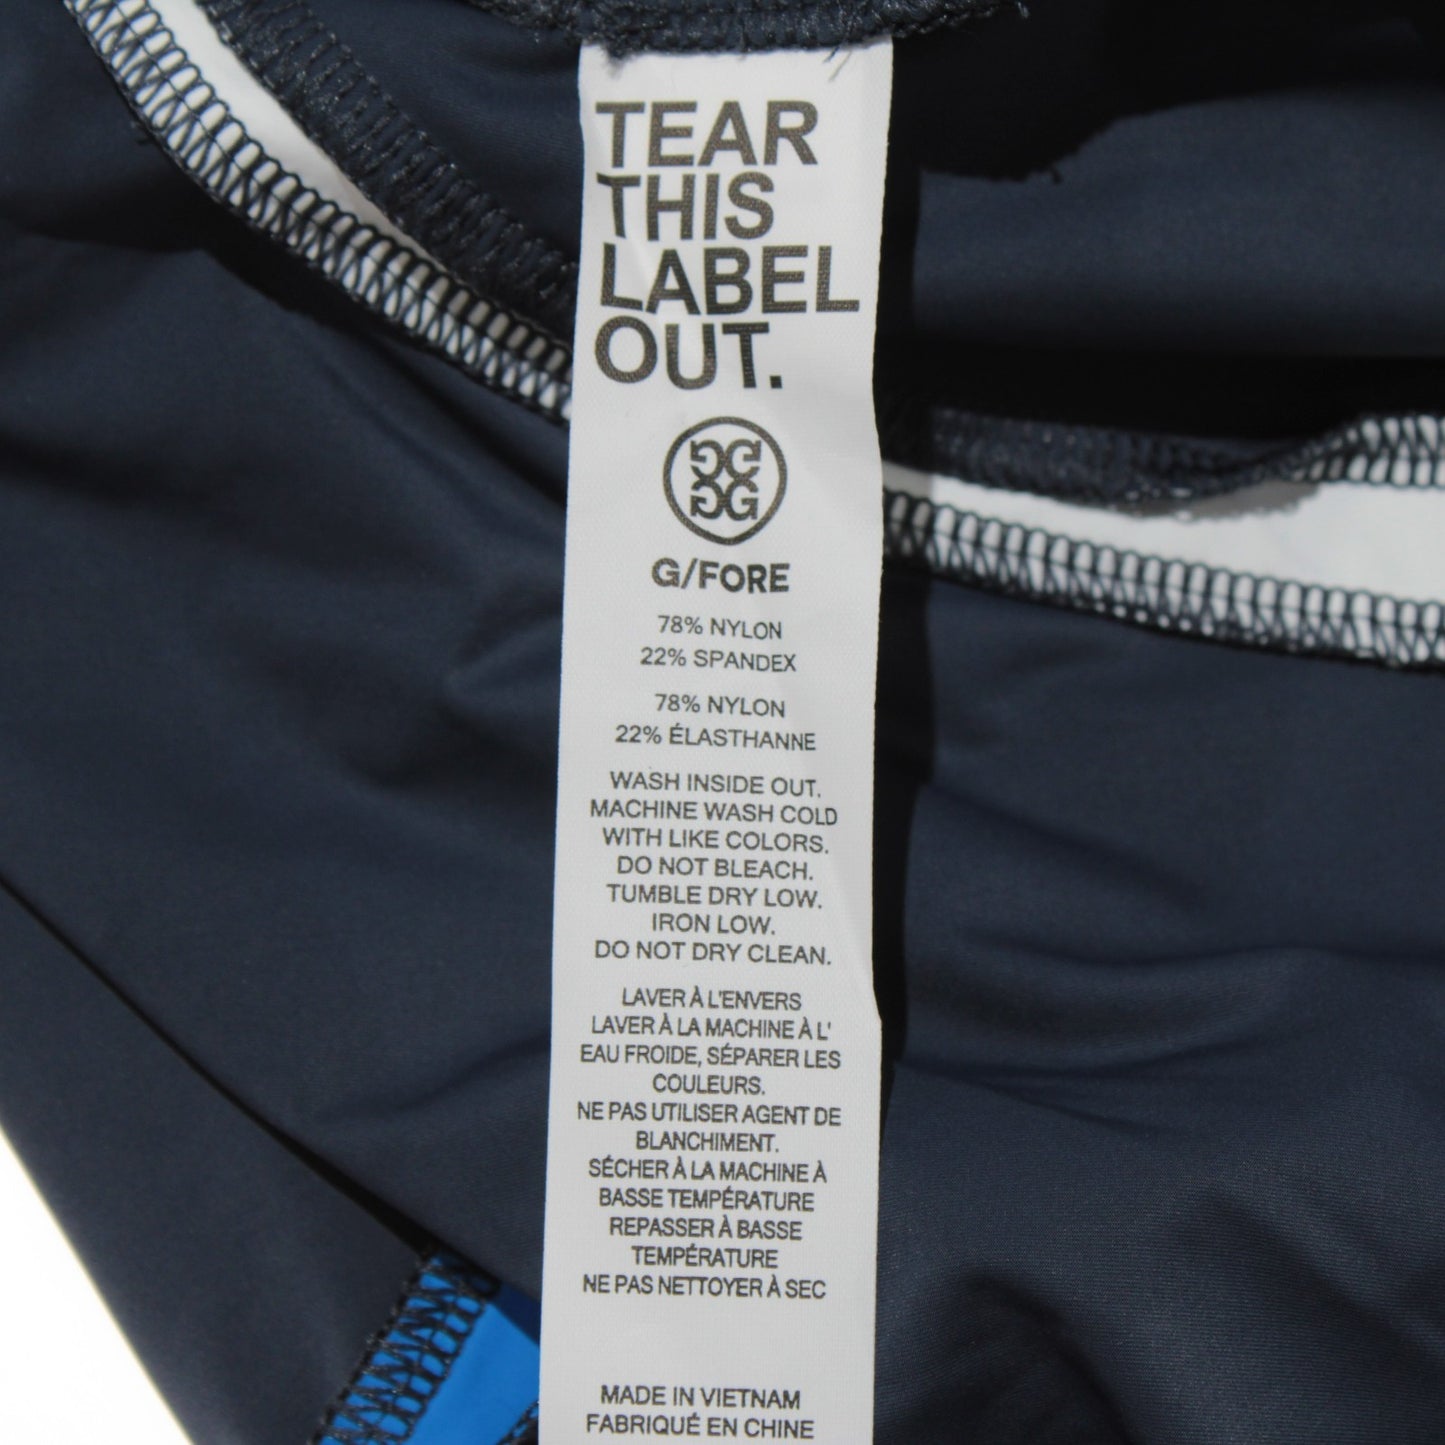 TEAR
THIS
LABEL
OUT.
G/FORE
78% NYLON
22% SPANDEX
78% NYLON
22% ÉLASTHANNE
WASH INSIDE OUT.
MACHINE WASH COLD
WITH LIKE COLORS.
DO NOT BLEACH.
TUMBLE DRY LOW.
IRON LOW.
DO NOT DRY CLEAN.
LAVER À L'ENVERS
LAVER À LA MACHINE À L'
EAU FROIDE, SÉPARER LES
COULEURS.
NE PAS UTILISER AGENT DE
BLANCHIMENT.
SÉCHER À LA MACHINE À
BASSE TEMPÉRATURE
REPASSER À BASSE
TEMPÉRATURE
NE PAS NETTOYER À SEC
MADE IN VIETNAM
FABRIQUÉ EN CHINE